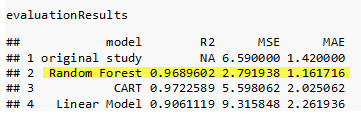 evaluationResults
## model R2 MSE MAE
## 1 original study NA 6.590000 1.420000
## 2 Random Forest 0.9689602 2.791938 1.161716
## 3 CART 0.9722589 5.598062 2.025062
## 4 Linear Model 0.9061119 9.315848 2.261936